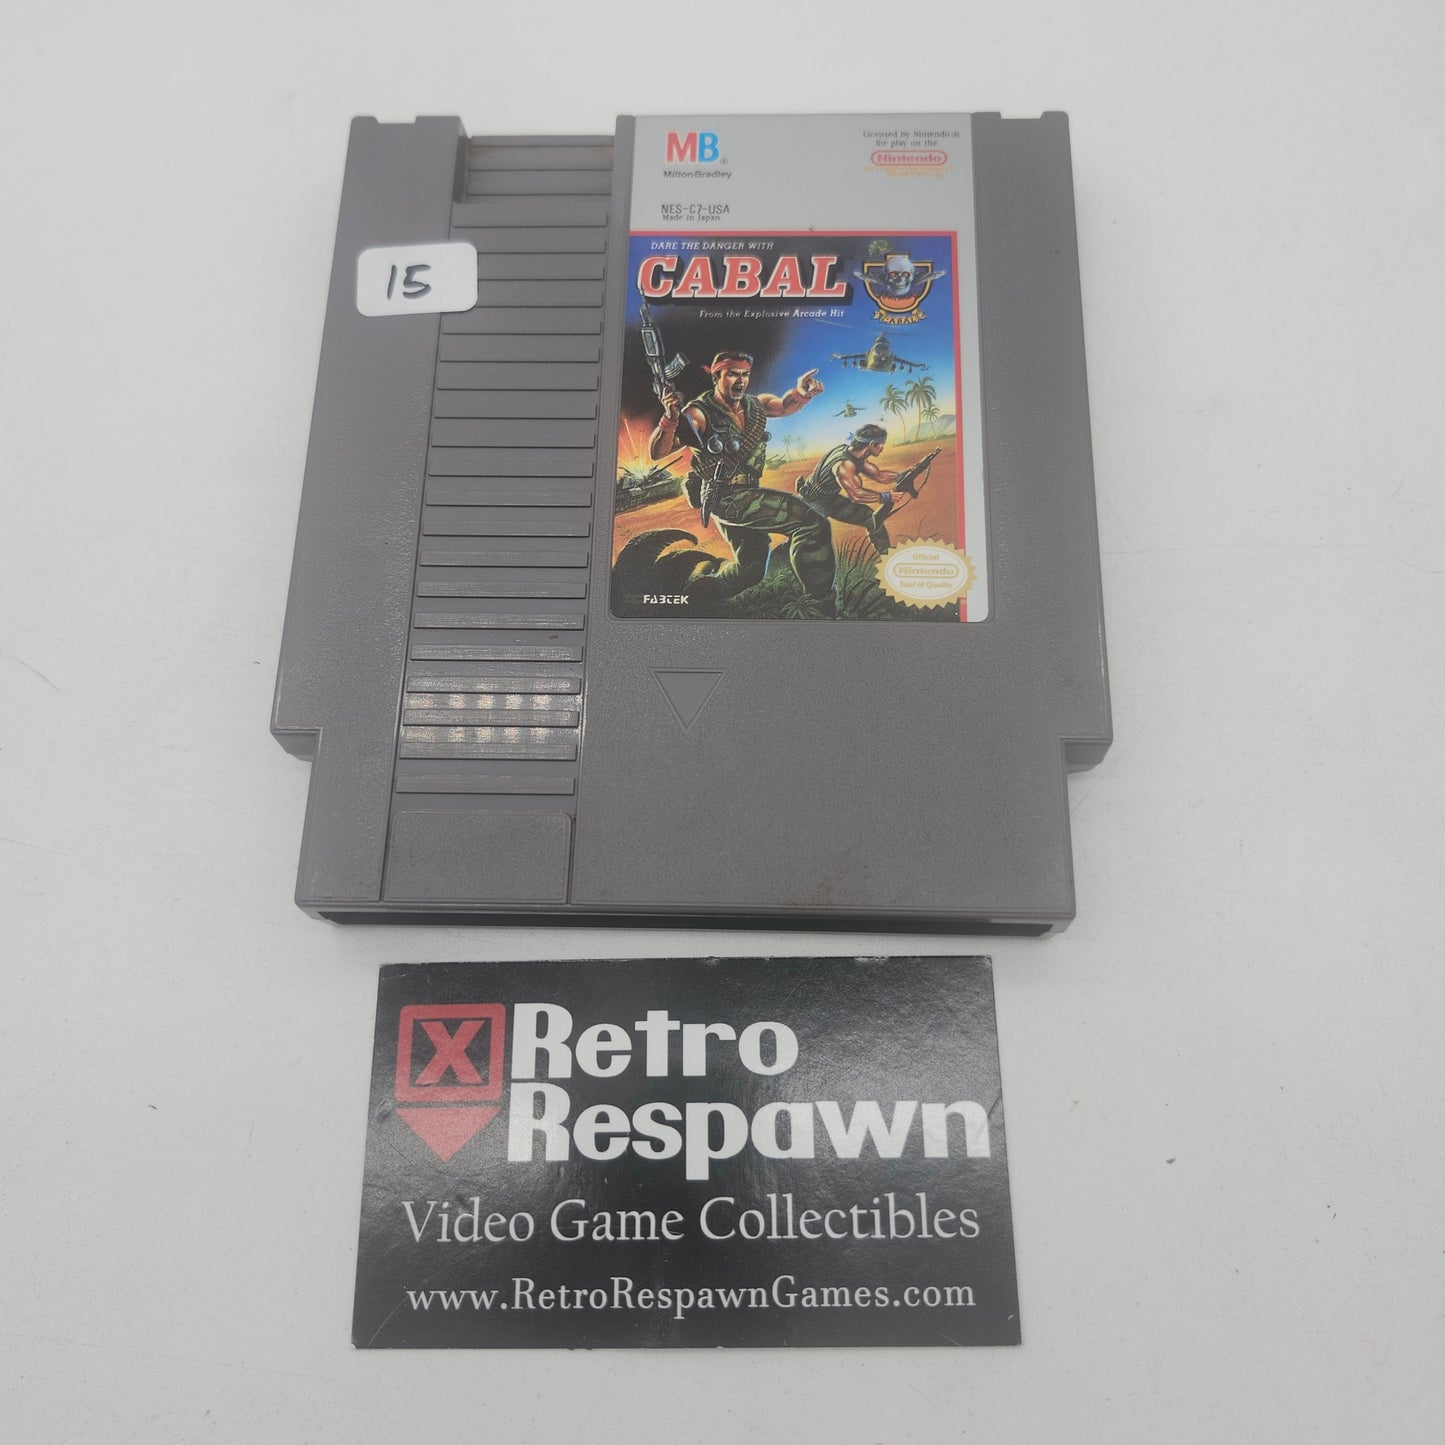 MB®
Milton Bradley
Licensed by Nintendo®
for play on the
Nintendo
NES-C7-USA
Made in Japan.
15
DARE THE DANGER WITH
CABAL
From the Explosive Arcade Hit
CABAL
Official
Nintendo
Seal of Quality
FABTEK
X Retro
Respawn
Video Game Collectibles
www.RetroRespawnGames.com